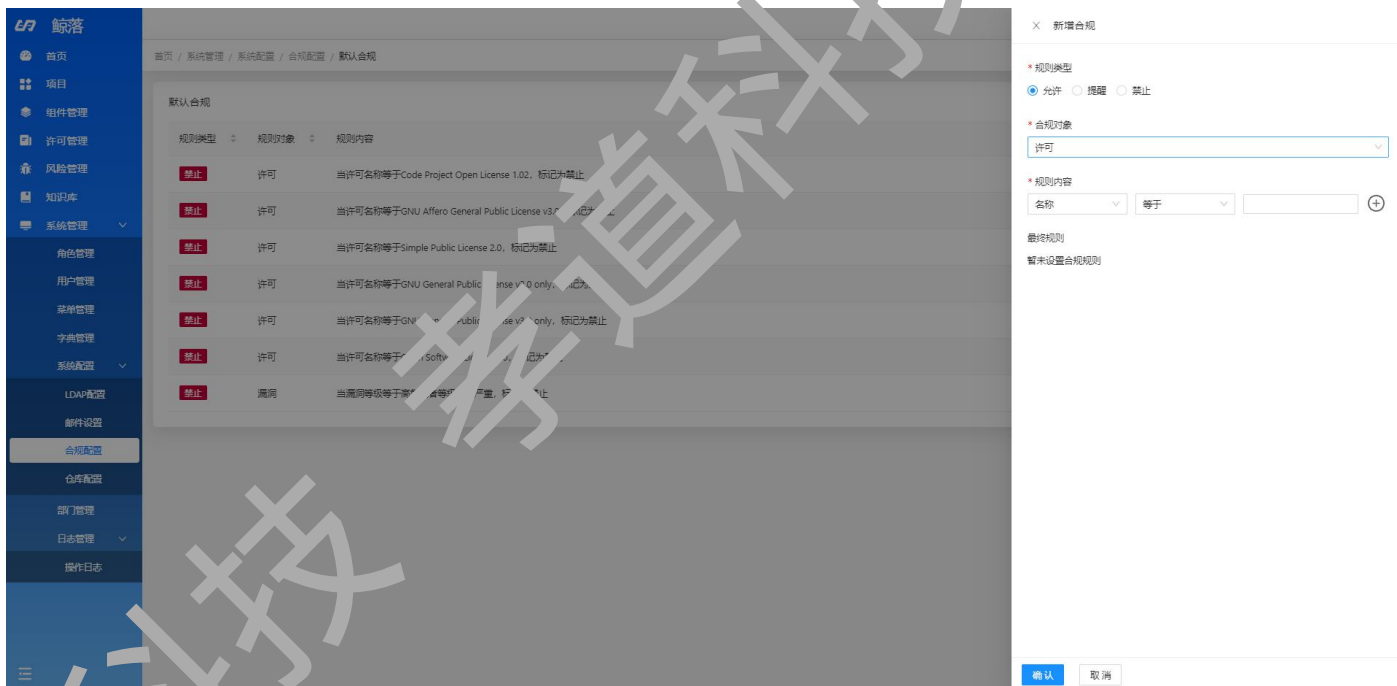 鲸落
首页
项目
组件管理
许可管理
风险管理
知识库
系统管理
角色管理
用户管理
菜单管理
字典管理
系统配置
LDAP配置
邮件设置
合规配置
仓库配置
部门管理
日志管理
操作日志
首页 / 系统管理 / 系统配置 / 合规配置 / 默认合规
默认合规
规则类型 规则对象 规则内容
禁止 许可 当许可名称等于Code Project Open License 1.02，标记为禁止
禁止 许可 当许可名称等于GNU Affero General Public License v3.0
禁止 许可 当许可名称等于Simple Public License 2.0，标记为禁止
禁止 许可 当许可名称等于GNU General Public only，
禁止 许可 当许可名称等于 only，标记为禁止
禁止 许可 当许可名称等于
禁止 漏洞 当漏洞等级等于
× 新增合规
* 规则类型
允许 提醒 禁止
* 合规对象
许可
* 规则内容
名称 等于
最终规则
暂未设置合规规则
确认 取消
孝道科技
科技